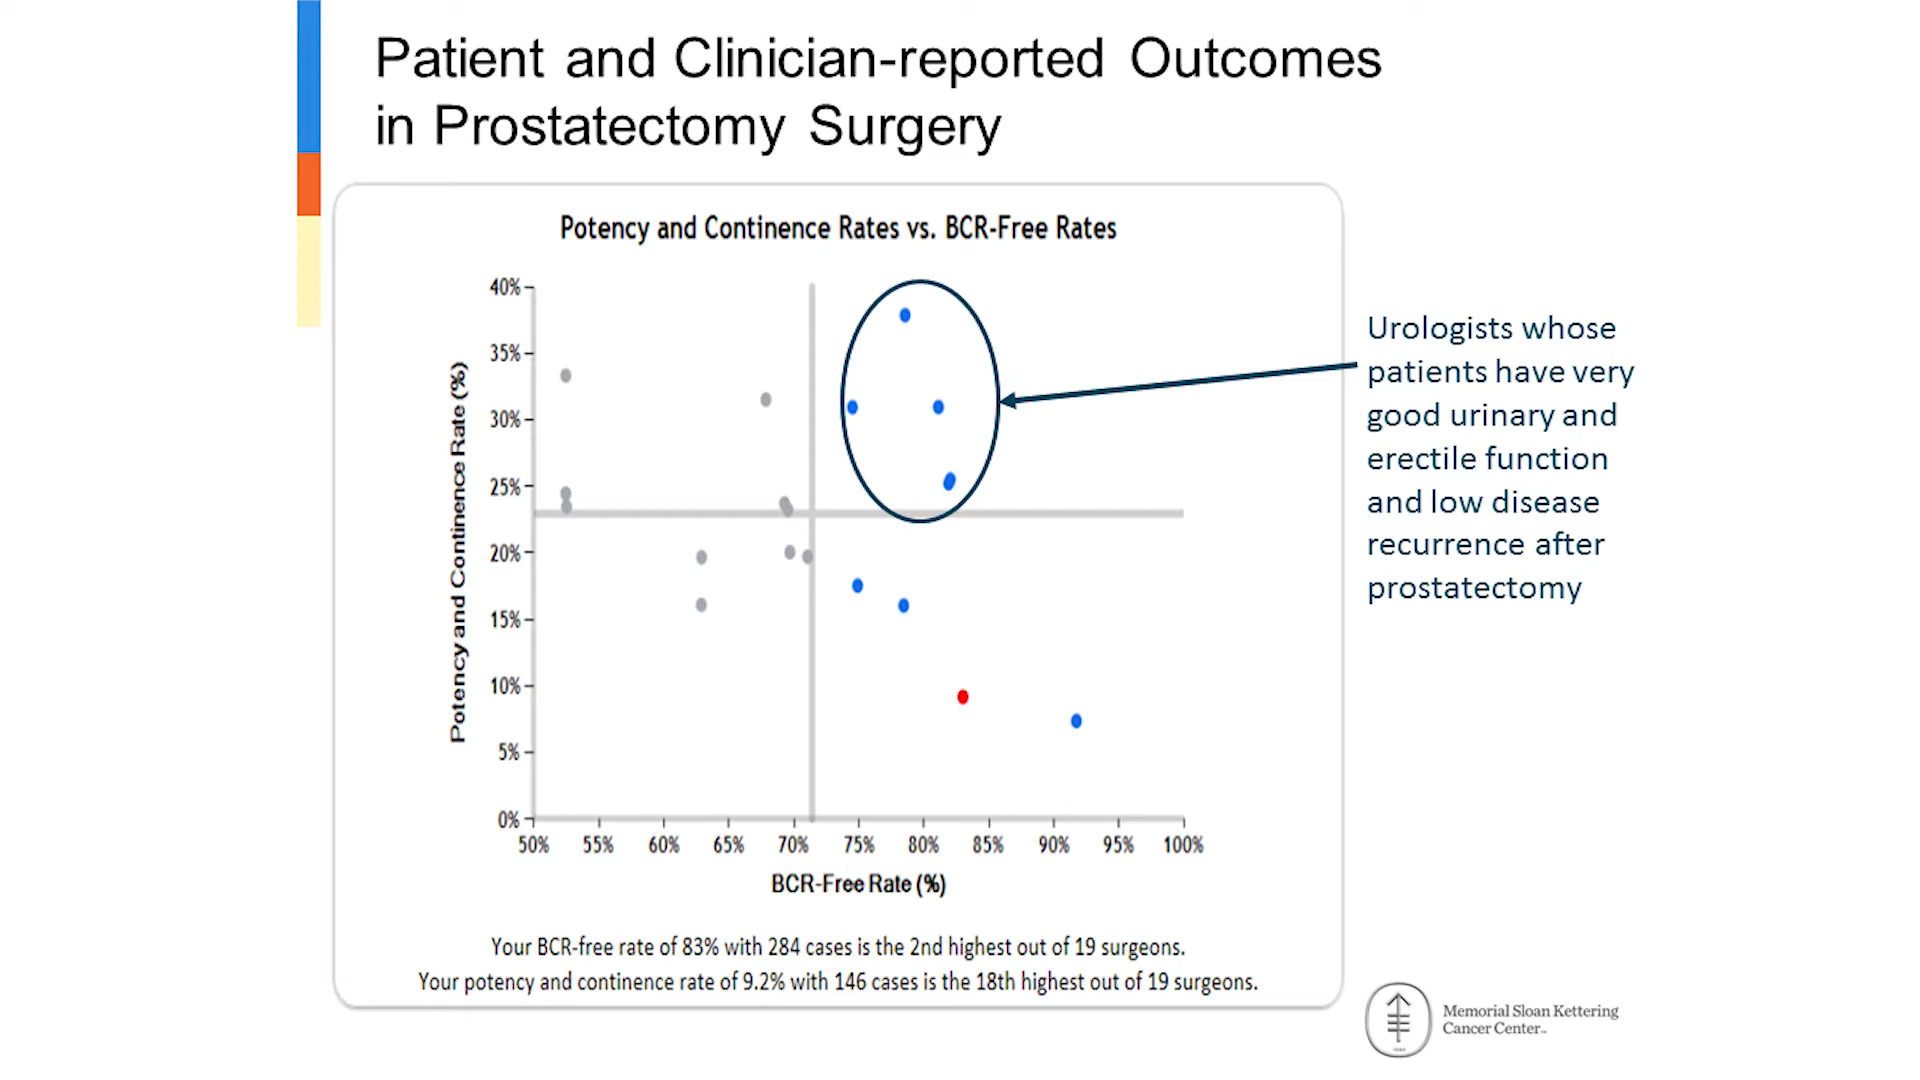 Patient and Clinician-reported Outcomes
in Prostatectomy Surgery
Potency and Continence Rates vs. BCR-Free Rates
Potency and Continence Rate (%)
40%
35%
30%
25%
20%
15%
10%
5%
0%
50% 55% 60% 65% 70% 75% 80% 85% 90% 95% 100%
BCR-Free Rate (%)
Your BCR-free rate of 83% with 284 cases is the 2nd highest out of 19 surgeons.
Your potency and continence rate of 9.2% with 146 cases is the 18th highest out of 19 surgeons.
Urologists whose
patients have very
good urinary and
erectile function
and low disease
recurrence after
prostatectomy
Memorial Sloan Kettering
Cancer Center